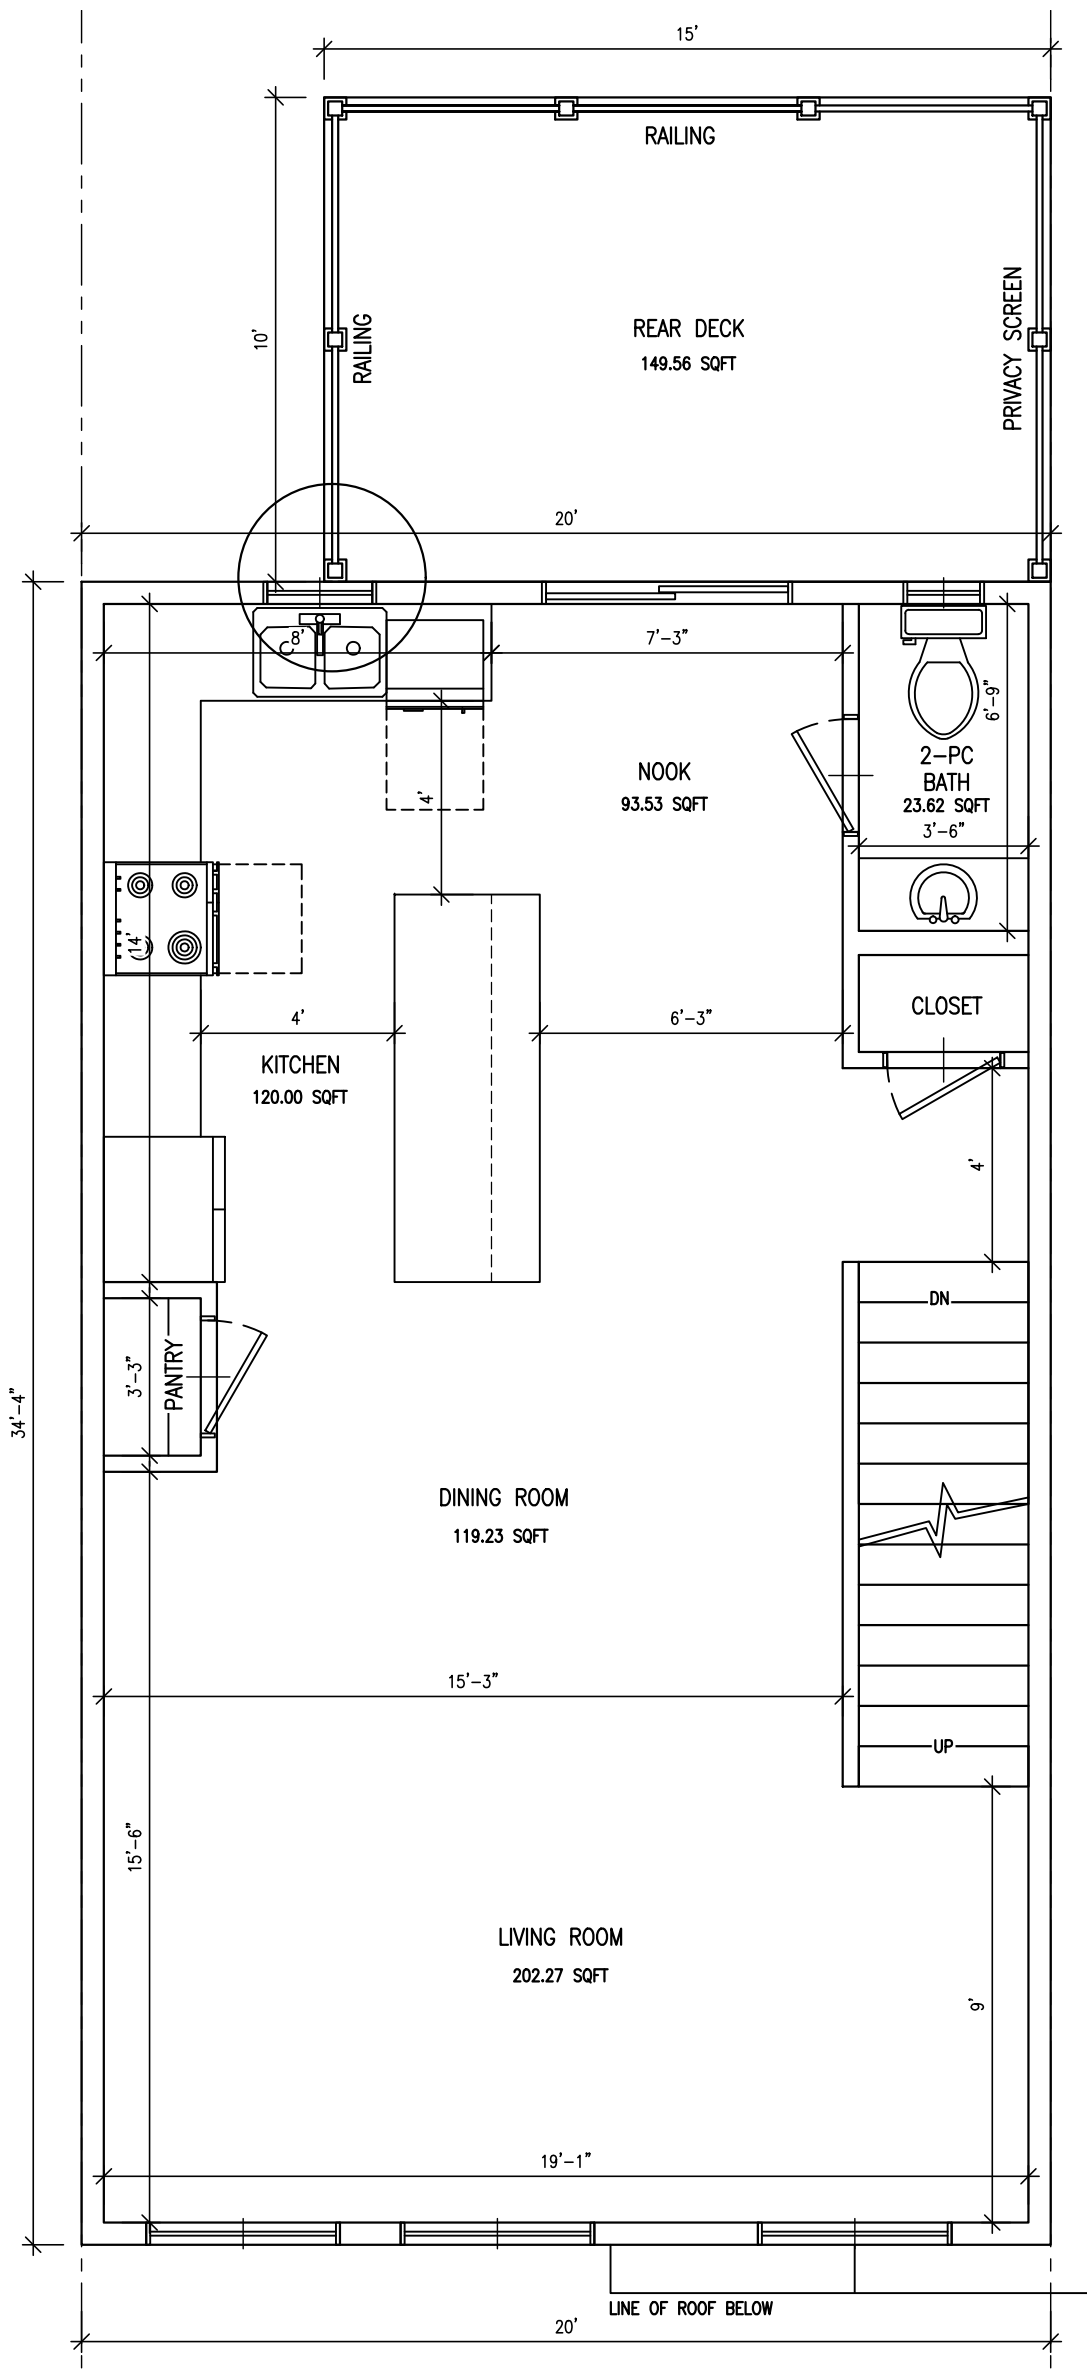 15'
RAILING
10'
RAILING
REAR DECK
149.56 SQFT
PRIVACY SCREEN
20'
8'
7'-3"
6'-9"
4'
NOOK
93.53 SQFT
2-PC
BATH
23.62 SQFT
3'-6"
14'
CLOSET
4'
6'-3"
KITCHEN
120.00 SQFT
4'
DN
3'-3"
PANTRY
34'-4"
DINING ROOM
119.23 SQFT
15'-3"
UP
15'-6"
LIVING ROOM
202.27 SQFT
9'
19'-1"
LINE OF ROOF BELOW
20'